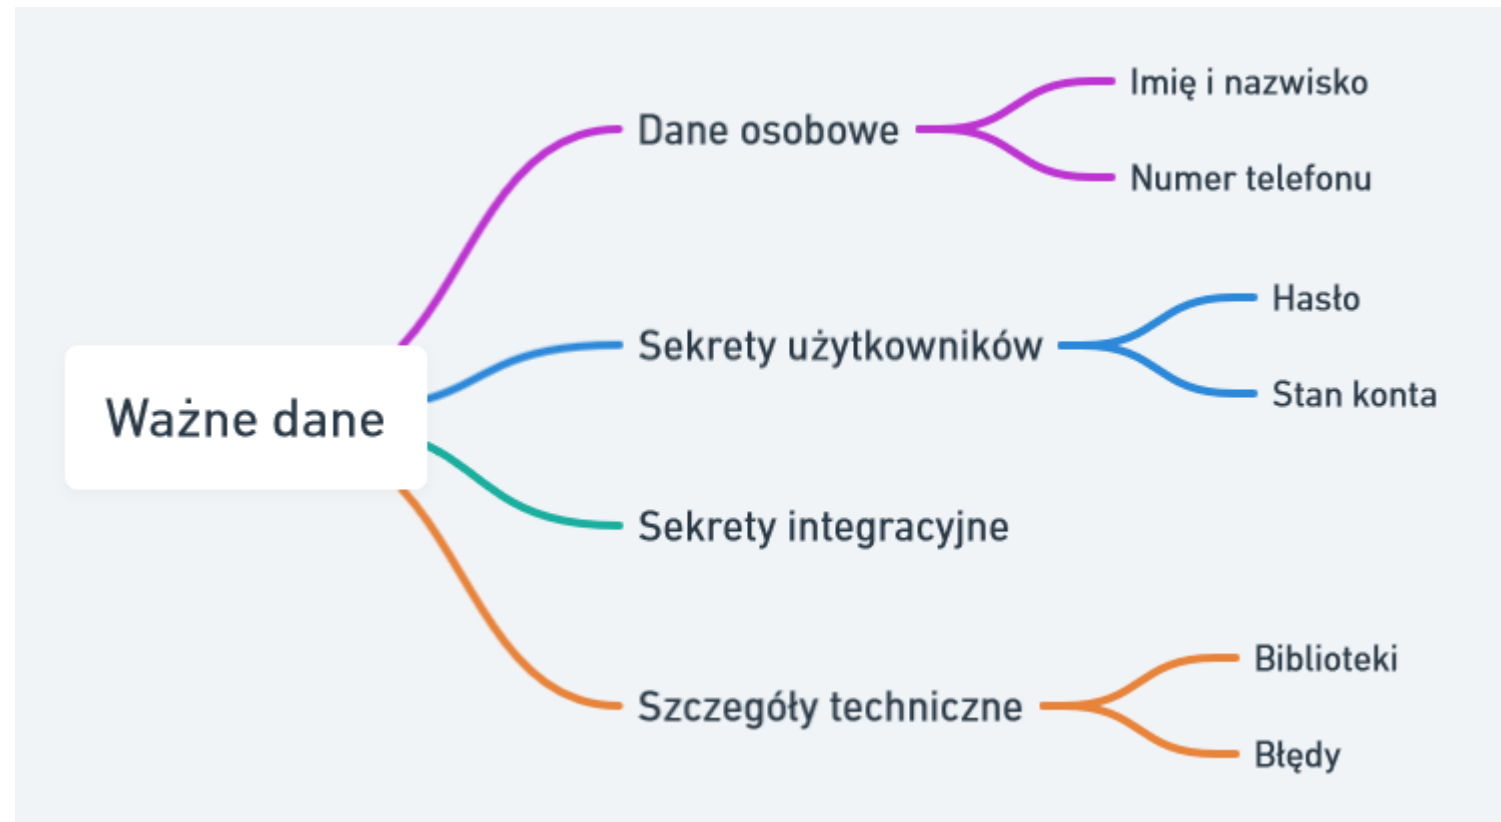 Ważne dane
Dane osobowe
Imię i nazwisko
Numer telefonu
Sekrety użytkowników
Hasło
Stan konta
Sekrety integracyjne
Szczegóły techniczne
Biblioteki
Błędy